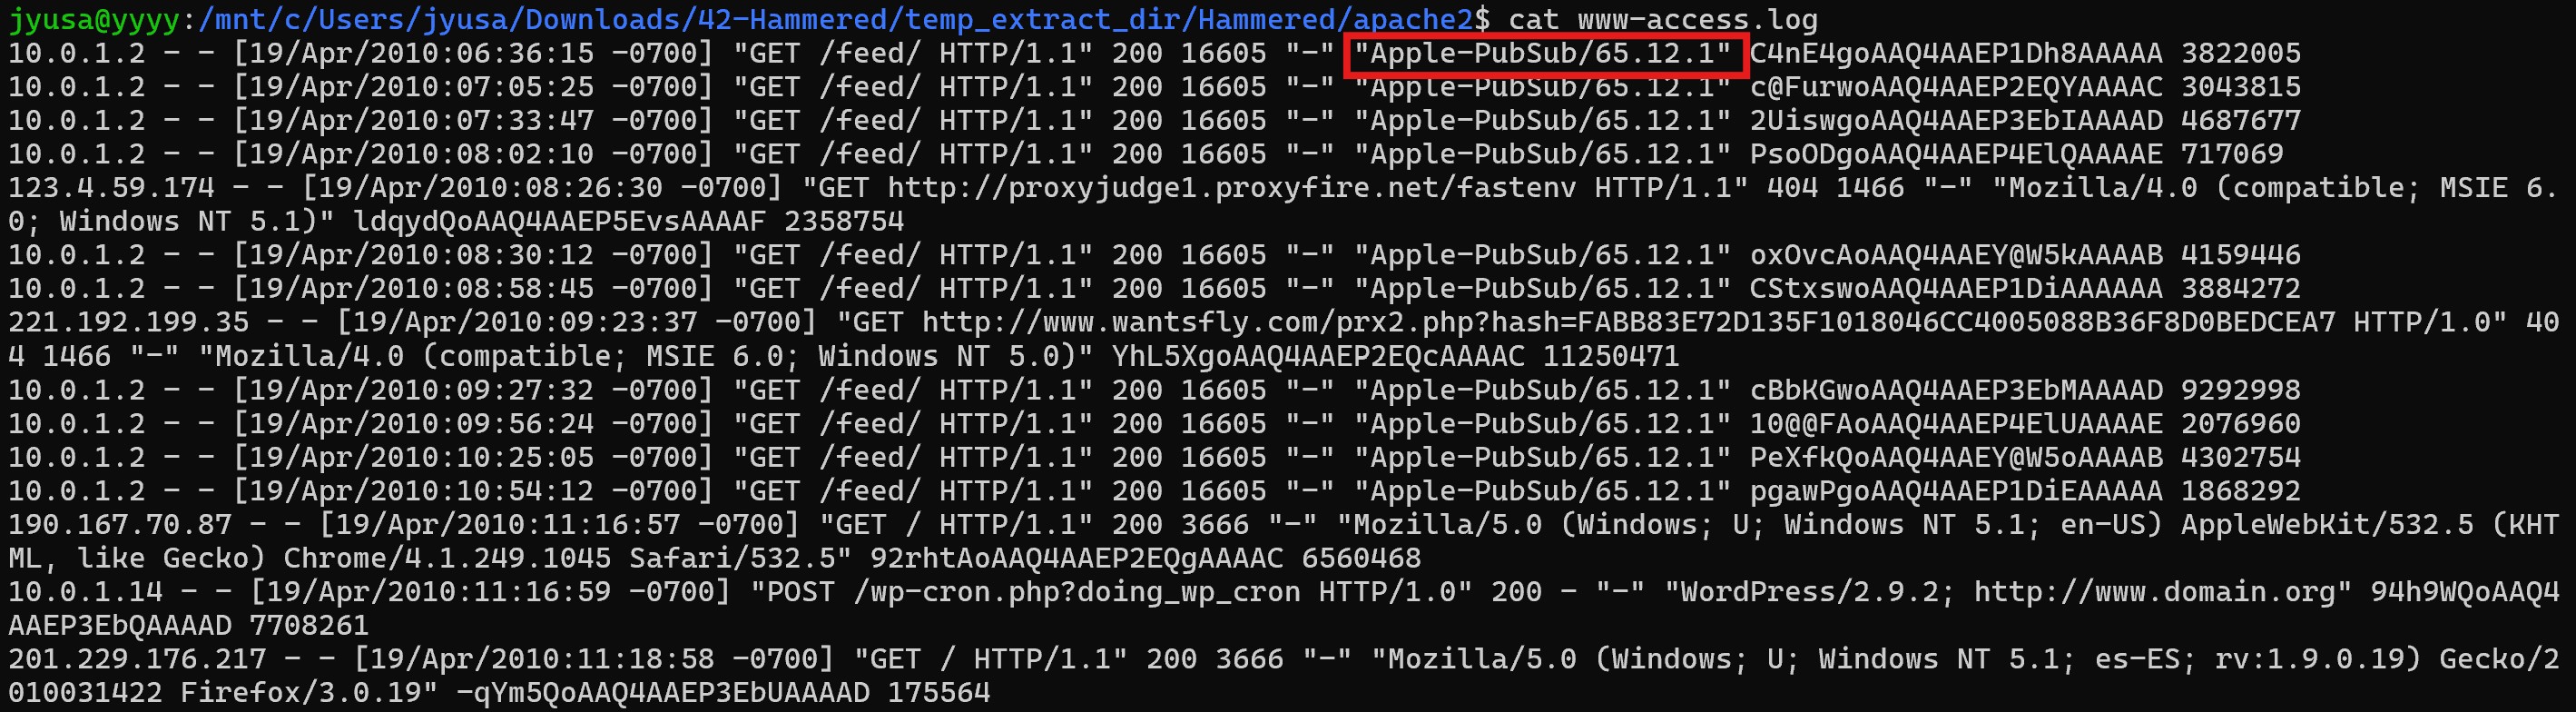 jyusa@yyyy:/mnt/c/Users/jyusa/Downloads/42-Hammered/temp_extract_dir/Hammered/apache2$ cat www-access.log
10.0.1.2 - - [19/Apr/2010:06:36:15 -0700] "GET /feed/ HTTP/1.1" 200 16605 "-" "Apple-PubSub/65.12.1" C4nE4goAAQ4AAEP1Dh8AAAAA 3822005
10.0.1.2 - - [19/Apr/2010:07:05:25 -0700] "GET /feed/ HTTP/1.1" 200 16605 "-" "Apple-PubSub/65.12.1" c@FurwoAAQ4AAEP2EQYAAAAC 3043815
10.0.1.2 - - [19/Apr/2010:07:33:47 -0700] "GET /feed/ HTTP/1.1" 200 16605 "-" "Apple-PubSub/65.12.1" 2UiswgoAAQ4AAEP3EbIAAAAD 4687677
10.0.1.2 - - [19/Apr/2010:08:02:10 -0700] "GET /feed/ HTTP/1.1" 200 16605 "-" "Apple-PubSub/65.12.1" PsoODgoAAQ4AAEP4ElQAAAAE 717069
123.4.59.174 - - [19/Apr/2010:08:26:30 -0700] "GET http://proxyjudge1.proxyfire.net/fastenv HTTP/1.1" 404 1466 "-" "Mozilla/4.0 (compatible; MSIE 6.
0; Windows NT 5.1)" ldqydQoAAQ4AAEP5EvsAAAAF 2358754
10.0.1.2 - - [19/Apr/2010:08:30:12 -0700] "GET /feed/ HTTP/1.1" 200 16605 "-" "Apple-PubSub/65.12.1" oxOvcAoAAQ4AAEY@W5kAAAAB 4159446
10.0.1.2 - - [19/Apr/2010:08:58:45 -0700] "GET /feed/ HTTP/1.1" 200 16605 "-" "Apple-PubSub/65.12.1" CStxswoAAQ4AAEP1DiAAAAAA 3884272
221.192.199.35 - - [19/Apr/2010:09:23:37 -0700] "GET http://www.wantsfly.com/prx2.php?hash=FABB83E72D135F1018046CC4005088B36F8D0BEDCEA7 HTTP/1.0" 40
4 1466 "-" "Mozilla/4.0 (compatible; MSIE 6.0; Windows NT 5.0)" YhL5XgoAAQ4AAEP2EQcAAAAC 11250471
10.0.1.2 - - [19/Apr/2010:09:27:32 -0700] "GET /feed/ HTTP/1.1" 200 16605 "-" "Apple-PubSub/65.12.1" cBbKGwoAAQ4AAEP3EbMAAAAD 9292998
10.0.1.2 - - [19/Apr/2010:09:56:24 -0700] "GET /feed/ HTTP/1.1" 200 16605 "-" "Apple-PubSub/65.12.1" 10@@FAoAAQ4AAEP4ElUAAAAE 2076960
10.0.1.2 - - [19/Apr/2010:10:25:05 -0700] "GET /feed/ HTTP/1.1" 200 16605 "-" "Apple-PubSub/65.12.1" PeXfkQoAAQ4AAEY@W5oAAAAB 4302754
10.0.1.2 - - [19/Apr/2010:10:54:12 -0700] "GET /feed/ HTTP/1.1" 200 16605 "-" "Apple-PubSub/65.12.1" pgawPgoAAQ4AAEP1DiEAAAAA 1868292
190.167.70.87 - - [19/Apr/2010:11:16:57 -0700] "GET / HTTP/1.1" 200 3666 "-" "Mozilla/5.0 (Windows; U; Windows NT 5.1; en-US) AppleWebKit/532.5 (KHT
ML, like Gecko) Chrome/4.1.249.1045 Safari/532.5" 92rhtAoAAQ4AAEP2EQgAAAAC 6560468
10.0.1.14 - - [19/Apr/2010:11:16:59 -0700] "POST /wp-cron.php?doing_wp_cron HTTP/1.0" 200 - "-" "WordPress/2.9.2; http://www.domain.org" 94h9WQoAAQ4
AAEP3EbQAAAAD 7708261
201.229.176.217 - - [19/Apr/2010:11:18:58 -0700] "GET / HTTP/1.1" 200 3666 "-" "Mozilla/5.0 (Windows; U; Windows NT 5.1; es-ES; rv:1.9.0.19) Gecko/2
010031422 Firefox/3.0.19" -qYm5QoAAQ4AAEP3EbUAAAAD 175564